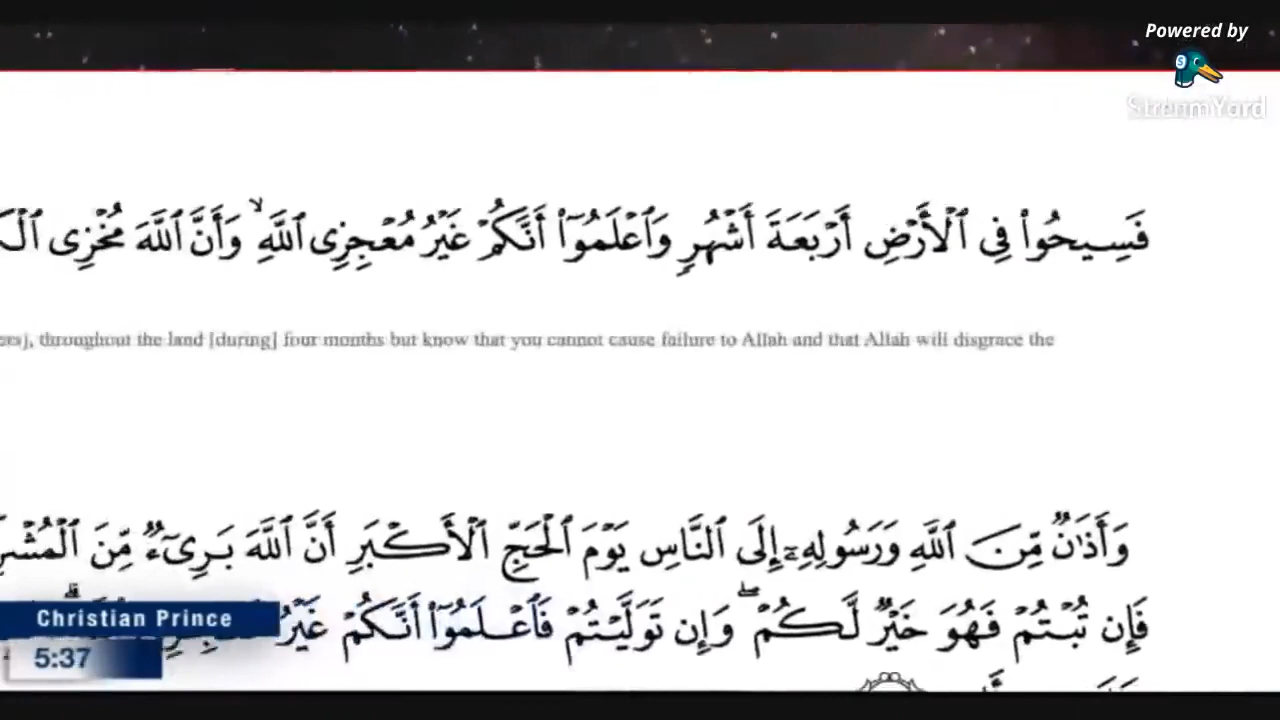 Powered by
StreamYard
فَسِيحُوا۟ فِى ٱلْأَرْضِ أَرْبَعَةَ أَشْهُرٍ وَٱعْلَمُوٓا۟ أَنَّكُمْ غَيْرُ مُعْجِزِى ٱللَّهِ ۙ وَأَنَّ ٱللَّهَ مُخْزِى
throughout the land [during] four months but know that you cannot cause failure to Allah and that Allah will disgrace the
وَأَذَٰنٌ مِّنَ ٱللَّهِ وَرَسُولِهِۦٓ إِلَى ٱلنَّاسِ يَوْمَ ٱلْحَجِّ ٱلْأَكْبَرِ أَنَّ ٱللَّهَ بَرِىٓءٌ مِّنَ
فَإِن تُبْتُمْ فَهُوَ خَيْرٌ لَّكُمْ ۖ وَإِن تَوَلَّيْتُمْ فَٱعْلَمُوٓا۟ أَنَّكُمْ غَيْرُ
Christian Prince
5:37